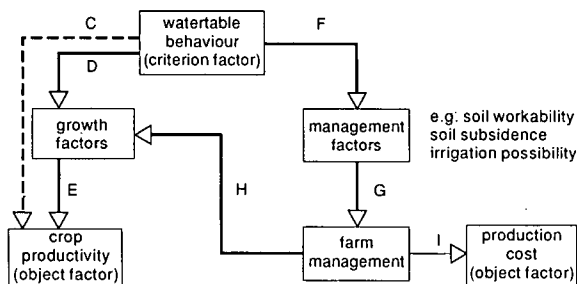 C
watertable
behaviour
(criterion factor)
F
D
growth
factors
management
factors
e.g: soil workability
soil subsidence
irrigation possibility
E
H
G
crop
productivity
(object factor)
farm
management
I
production
cost
(object factor)